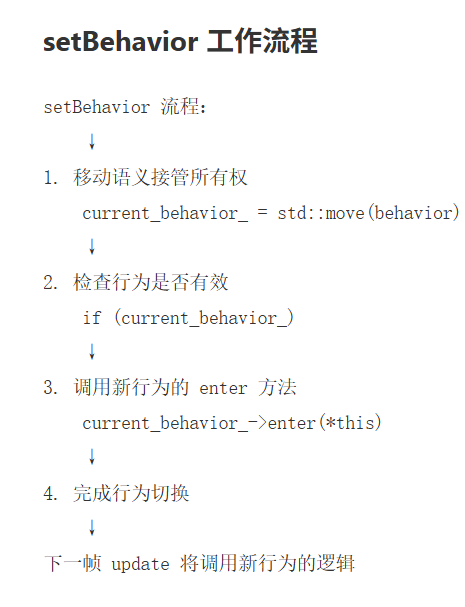 setBehavior 工作流程
setBehavior 流程:
↓
1. 移动语义接管所有权
current_behavior_ = std::move(behavior)
↓
2. 检查行为是否有效
if (current_behavior_)
↓
3. 调用新行为的 enter 方法
current_behavior_->enter(*this)
↓
4. 完成行为切换
↓
下一帧 update 将调用新行为的逻辑